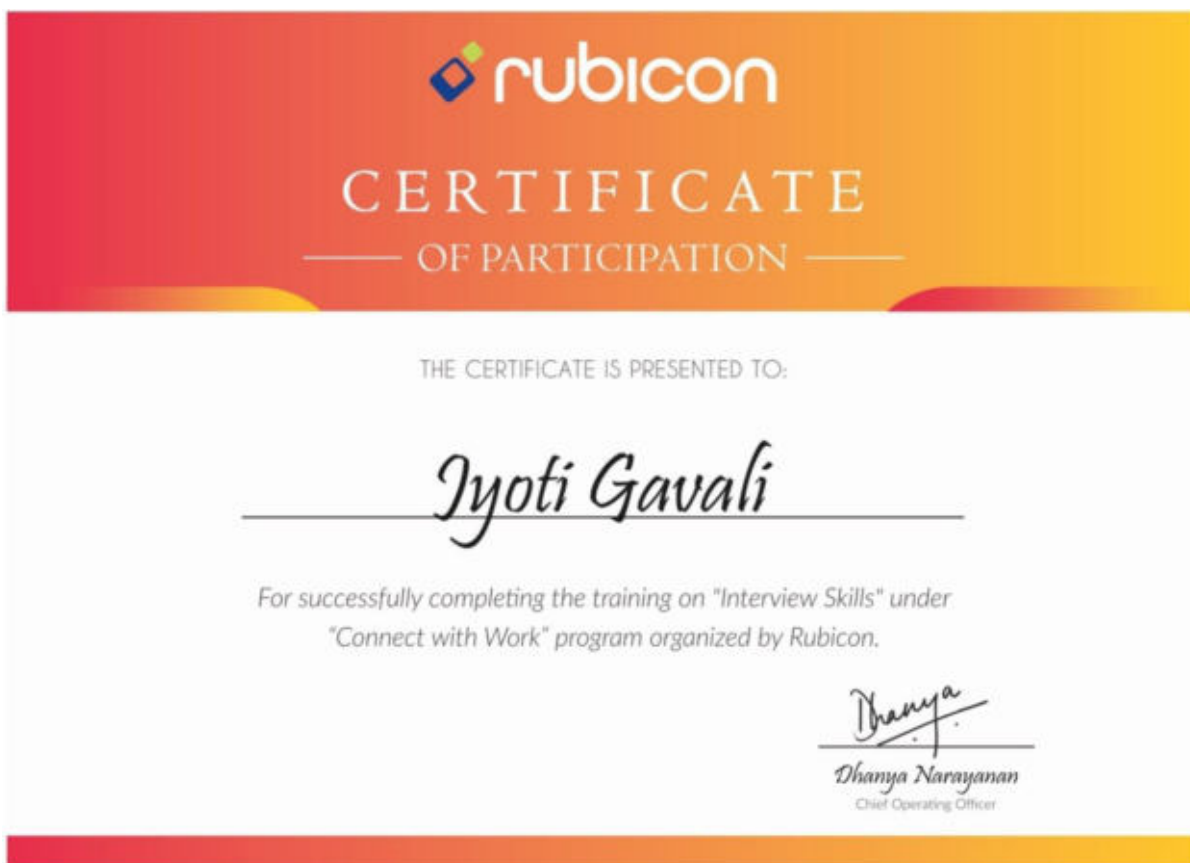 rubicon
CERTIFICATE
OF PARTICIPATION
THE CERTIFICATE IS PRESENTED TO:
Jyoti Gavali
For successfully completing the training on "Interview Skills" under
"Connect with Work" program organized by Rubicon.
Dhanya
Dhanya Narayanan
Chief Operating Officer